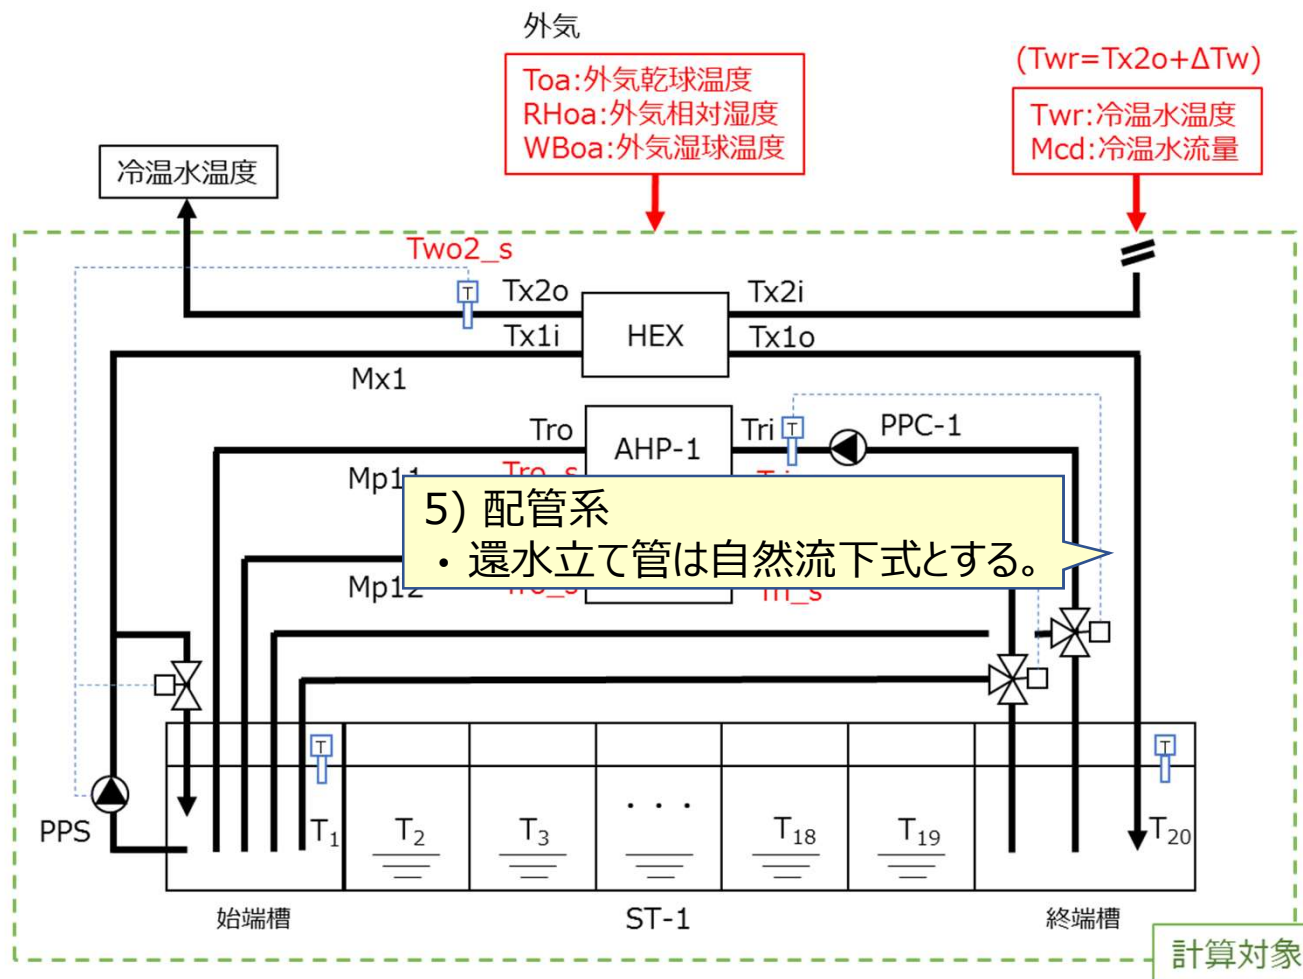 外気
Toa:外気乾球温度
RHoa:外気相対湿度
WBoa:外気湿球温度
(Twr=Tx2o+ΔTw)
Twr:冷温水温度
Mcd:冷温水流量
冷温水温度
Two2_s
T
Tx2o
Tx2i
HEX
Tx1i
Tx1o
Mx1
Tro
AHP-1
Tri
T
PPC-1
Mp11
Tro_s
5) 配管系
・還水立て管は自然流下式とする。
Mp12
Tro_s
Tri_s
T
T
PPS
T1
T2
T3
・・・
T18
T19
T20
始端槽
ST-1
終端槽
計算対象